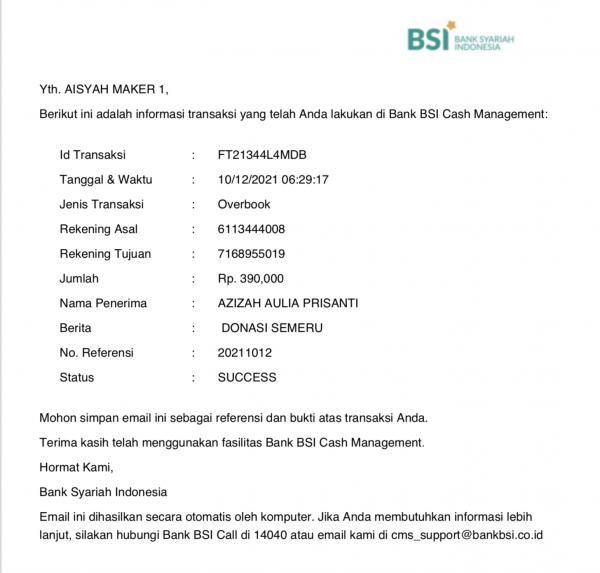 BSI BANK SYARIAH
INDONESIA
Yth. AISYAH MAKER 1,
Berikut ini adalah informasi transaksi yang telah Anda lakukan di Bank BSI Cash Management:
Id Transaksi : FT21344L4MDB
Tanggal & Waktu : 10/12/2021 06:29:17
Jenis Transaksi : Overbook
Rekening Asal : 6113444008
Rekening Tujuan : 7168955019
Jumlah : Rp. 390,000
Nama Penerima : AZIZAH AULIA PRISANTI
Berita : DONASI SEMERU
No. Referensi : 20211012
Status : SUCCESS
Mohon simpan email ini sebagai referensi dan bukti atas transaksi Anda.
Terima kasih telah menggunakan fasilitas Bank BSI Cash Management.
Hormat Kami,
Bank Syariah Indonesia
Email ini dihasilkan secara otomatis oleh komputer. Jika Anda membutuhkan informasi lebih
lanjut, silakan hubungi Bank BSI Call di 14040 atau email kami di cms_support@bankbsi.co.id